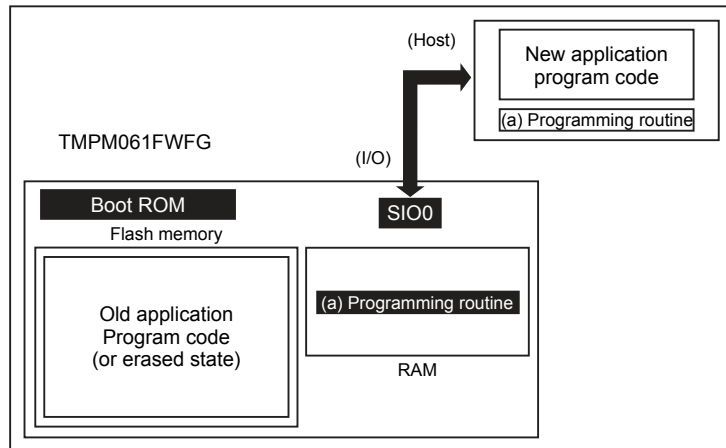 (Host)
New application
program code
(a) Programming routine
TMPM061FWFG
(I/O)
Boot ROM
SIO0
Flash memory
Old application
Program code
(or erased state)
(a) Programming routine
RAM